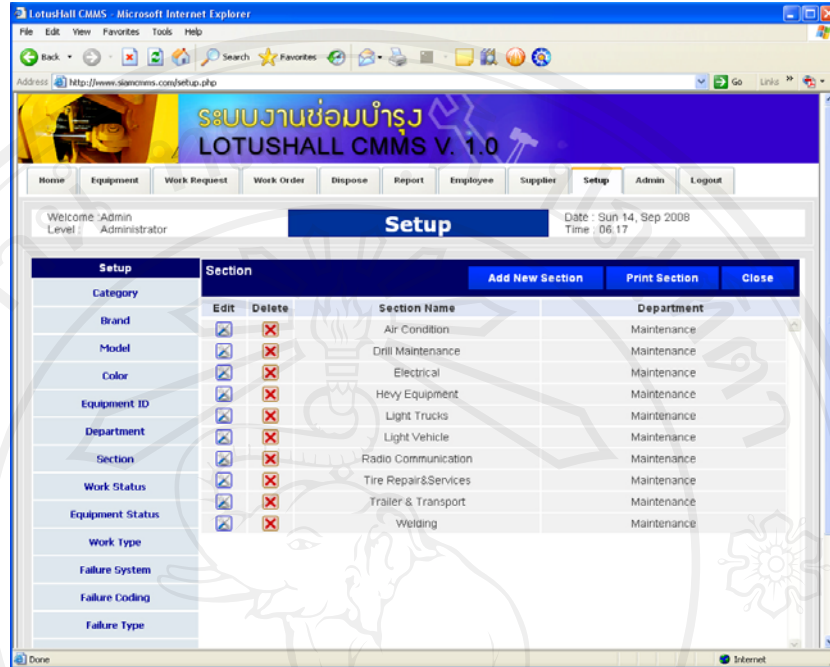 LotusHall CMMS - Microsoft Internet Explorer
File Edit View Favorites Tools Help
Back Search Favorites
Address http://www.siamcmms.com/setup.php Go Links »
ระบบงานซ่อมบำรุง
LOTUSHALL CMMS V. 1.0
Home Equipment Work Request Work Order Dispose Report Employee Supplier Setup Admin Logout
Welcome :Admin
Level : Administrator
Setup
Date : Sun 14, Sep 2008
Time : 06.17
Setup
Category
Brand
Model
Color
Equipment ID
Department
Section
Work Status
Equipment Status
Work Type
Failure System
Failure Coding
Failure Type
Section Add New Section Print Section Close
Edit Delete Section Name Department
Air Condition Maintenance
Drill Maintenance Maintenance
Electrical Maintenance
Hevy Equipment Maintenance
Light Trucks Maintenance
Light Vehicle Maintenance
Radio Communication Maintenance
Tire Repair&Services Maintenance
Trailer & Transport Maintenance
Welding Maintenance
Done Internet